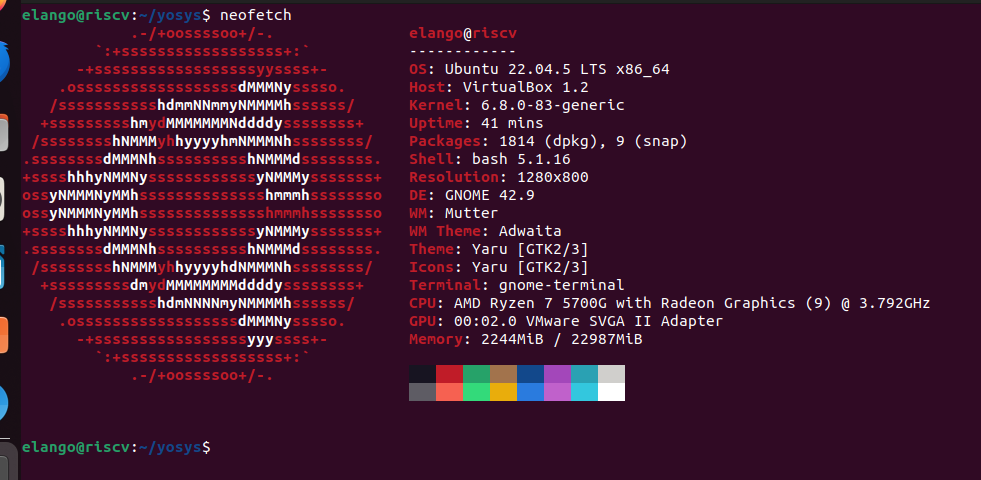 elango@riscv:~/yosys$ neofetch
            .-/+oossssoo+/-.               elango@riscv
        `:+ssssssssssssssssss+:`           ------------
      -+ssssssssssssssssssyyssss+-         OS: Ubuntu 22.04.5 LTS x86_64
    .ossssssssssssssssssdMMMNysssso.       Host: VirtualBox 1.2
   /ssssssssssshdmmNNmmyNMMMMhssssss/      Kernel: 6.8.0-83-generic
  +ssssssssshmydMMMMMMMNddddyssssssss+     Uptime: 41 mins
 /sssssssshNMMMyhhyyyyhmNMMMNhssssssss/    Packages: 1814 (dpkg), 9 (snap)
.ssssssssdMMMNhsssssssssshNMMMdssssssss.   Shell: bash 5.1.16
+sssshhhyNMMNyssssssssssssyNMMMysssssss+   Resolution: 1280x800
ossyNMMMNyMMhsssssssssssssshmmmhssssssso   DE: GNOME 42.9
ossyNMMMNyMMhsssssssssssssshmmmhssssssso   WM: Mutter
+sssshhhyNMMNyssssssssssssyNMMMysssssss+   WM Theme: Adwaita
.ssssssssdMMMNhsssssssssshNMMMdssssssss.   Theme: Yaru [GTK2/3]
 /sssssssshNMMMyhhyyyyhdNMMMNhssssssss/    Icons: Yaru [GTK2/3]
  +sssssssssdmydMMMMMMMMddddyssssssss+     Terminal: gnome-terminal
   /ssssssssssshdmNNNNmyNMMMMhssssss/      CPU: AMD Ryzen 7 5700G with Radeon Graphics (9) @ 3.792GHz
    .ossssssssssssssssssdMMMNysssso.       GPU: 00:02.0 VMware SVGA II Adapter
      -+sssssssssssssssssyyyssss+-         Memory: 2244MiB / 22987MiB
        `:+ssssssssssssssssss+:`
            .-/+oossssoo+/-.
elango@riscv:~/yosys$